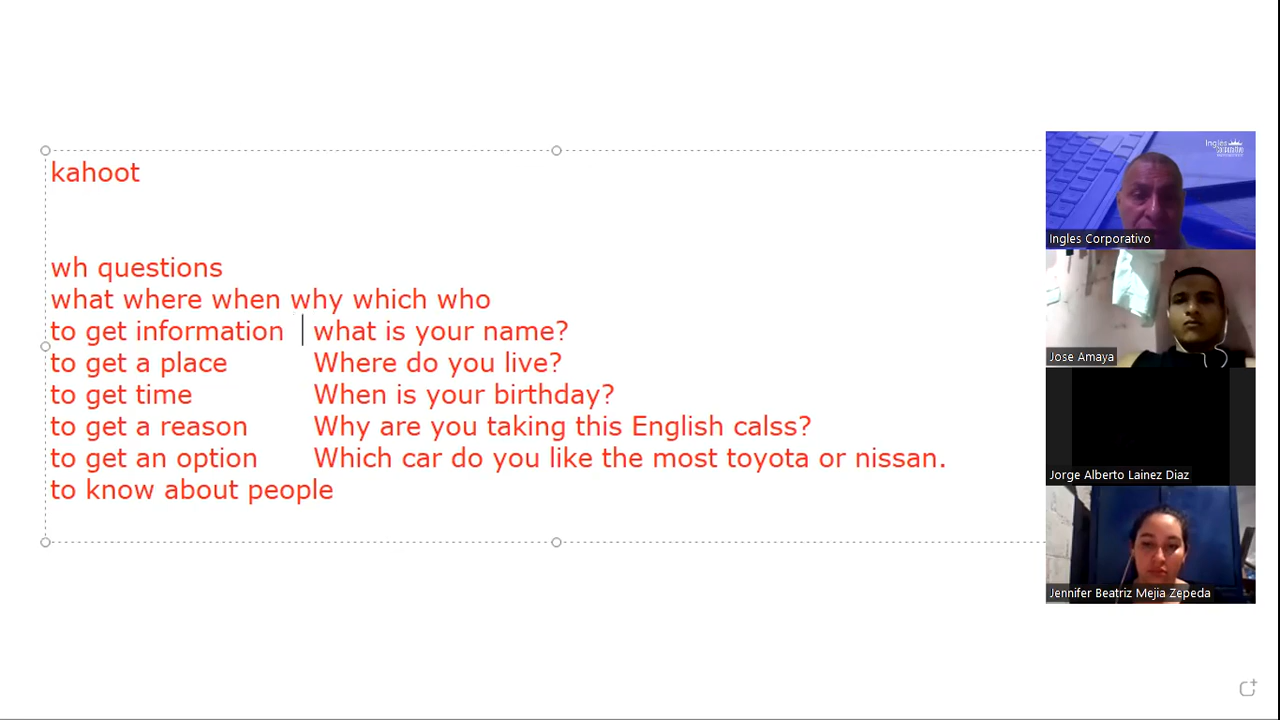 kahoot
wh questions
what where when why which who
to get information what is your name?
to get a place Where do you live?
to get time When is your birthday?
to get a reason Why are you taking this English calss?
to get an option Which car do you like the most toyota or nissan.
to know about people
Ingles
Ingles Corporativo
Jose Amaya
Jorge Alberto Lainez Diaz
Jennifer Beatriz Mejia Zepeda